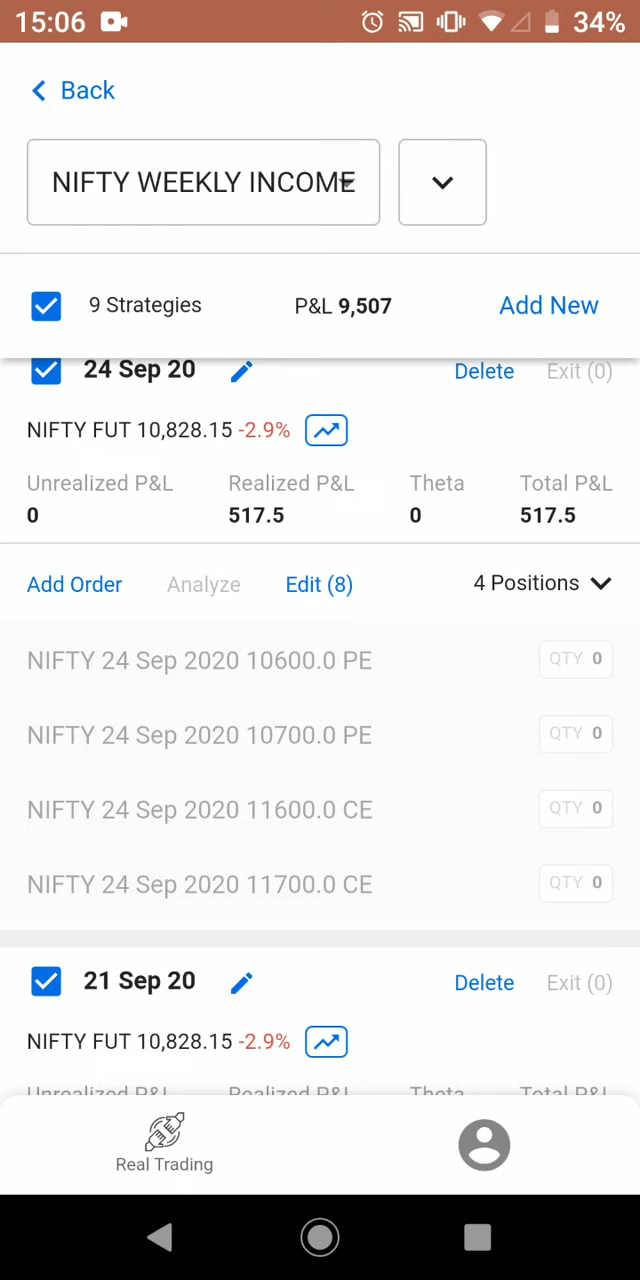 15:06 34%
Back
NIFTY WEEKLY INCOME
9 Strategies P&L 9,507 Add New
24 Sep 20 Delete Exit (0)
NIFTY FUT 10,828.15 -2.9%
Unrealized P&L Realized P&L Theta Total P&L
0 517.5 0 517.5
Add Order Analyze Edit (8) 4 Positions
NIFTY 24 Sep 2020 10600.0 PE QTY 0
NIFTY 24 Sep 2020 10700.0 PE QTY 0
NIFTY 24 Sep 2020 11600.0 CE QTY 0
NIFTY 24 Sep 2020 11700.0 CE QTY 0
21 Sep 20 Delete Exit (0)
NIFTY FUT 10,828.15 -2.9%
Unrealized P&L Realized P&L Theta Total P&L
Real Trading